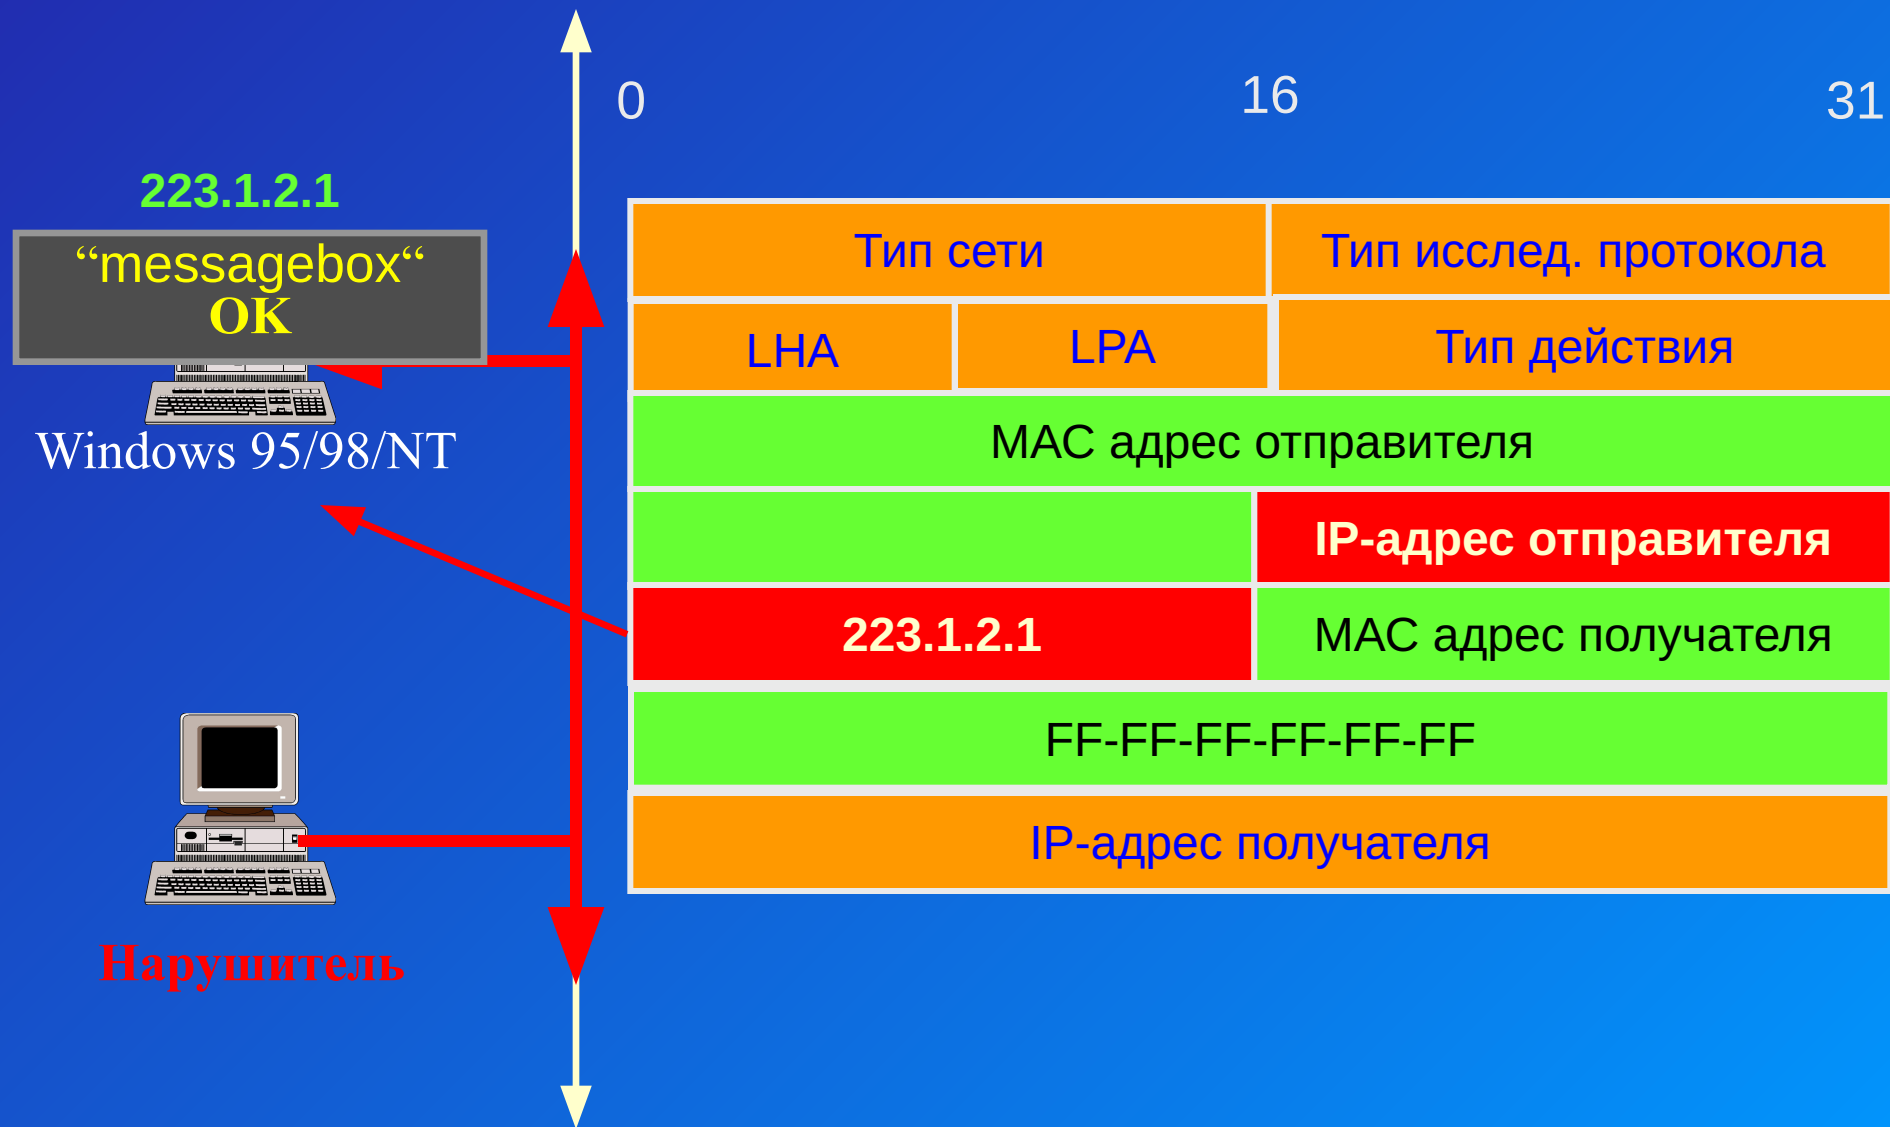 0
16
31
223.1.2.1
“messagebox“
OK
Windows 95/98/NT
Нарушитель
Тип сети
Тип исслед. протокола
LHA
LPA
Тип действия
MAC адрес отправителя
IP-адрес отправителя
223.1.2.1
MAC адрес получателя
FF-FF-FF-FF-FF-FF
IP-адрес получателя